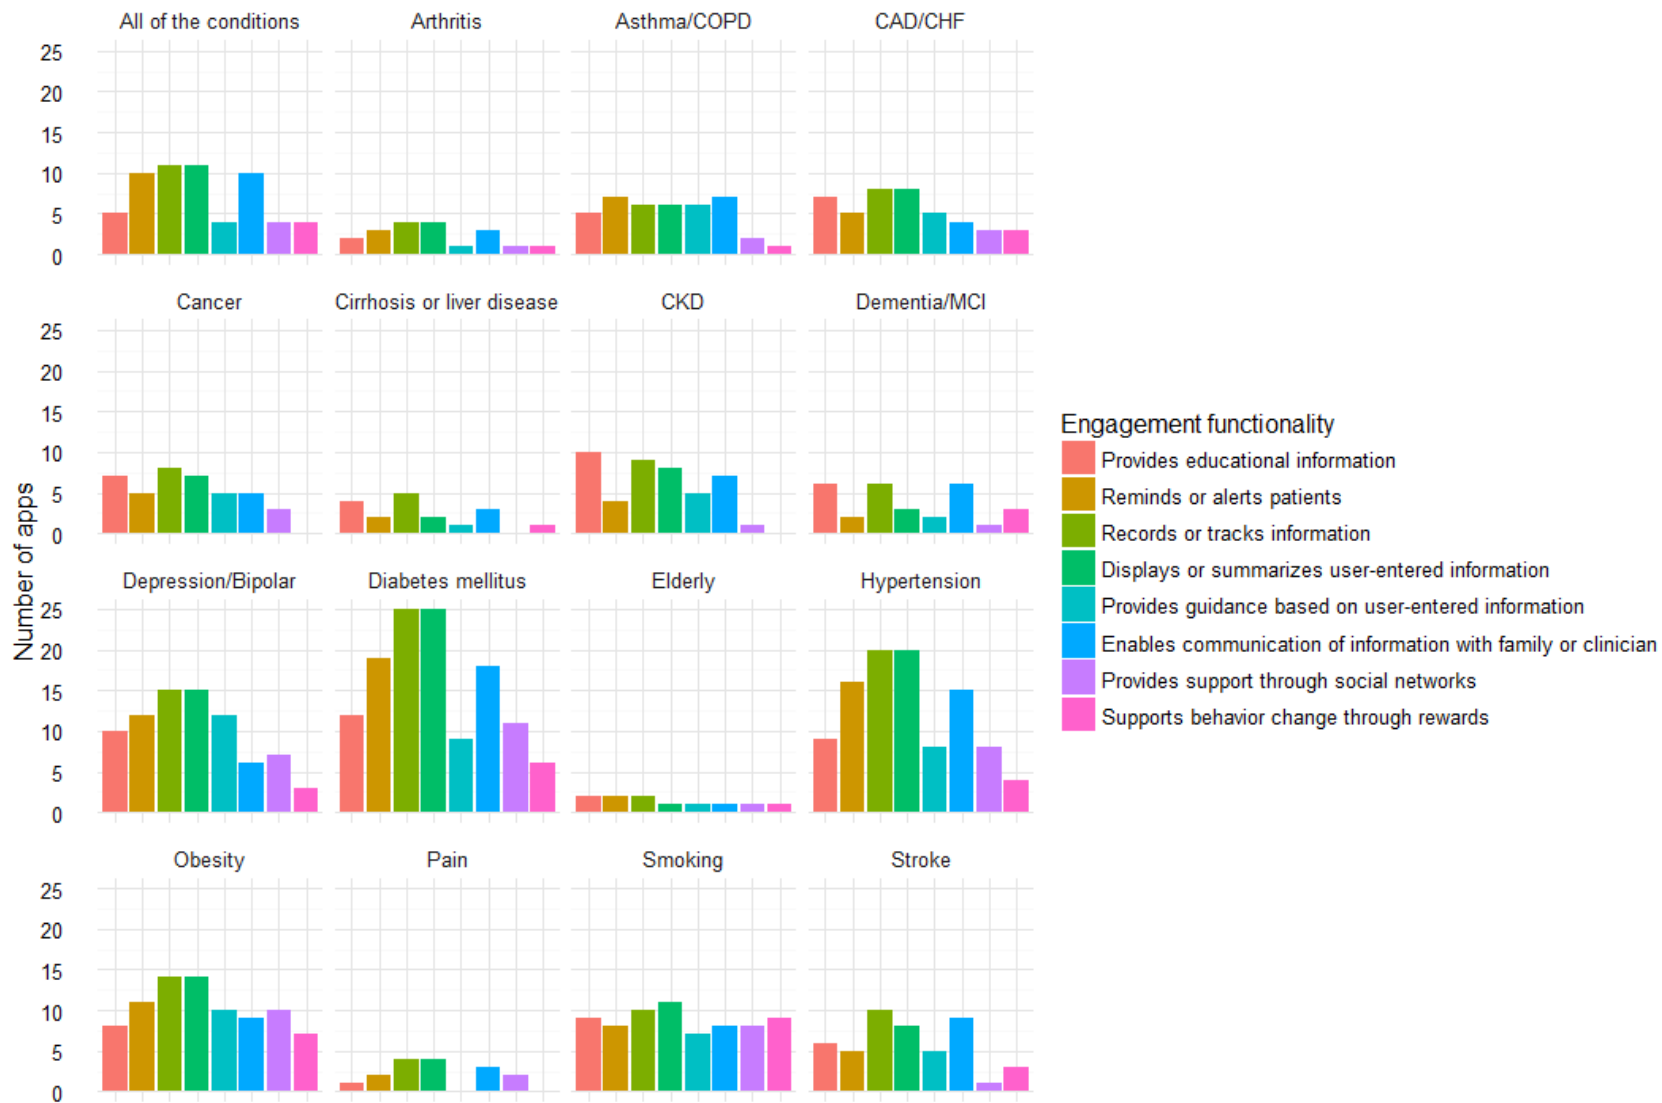 All of the conditions Arthritis Asthma/COPD CAD/CHF
25
20
15
10
5
0
Cancer Cirrhosis or liver disease CKD Dementia/MCI
25
20
15
10
5
0
Number of apps
Depression/Bipolar Diabetes mellitus Elderly Hypertension
25
20
15
10
5
0
Obesity Pain Smoking Stroke
25
20
15
10
5
0
Engagement functionality
Provides educational information
Reminds or alerts patients
Records or tracks information
Displays or summarizes user-entered information
Provides guidance based on user-entered information
Enables communication of information with family or clinician
Provides support through social networks
Supports behavior change through rewards